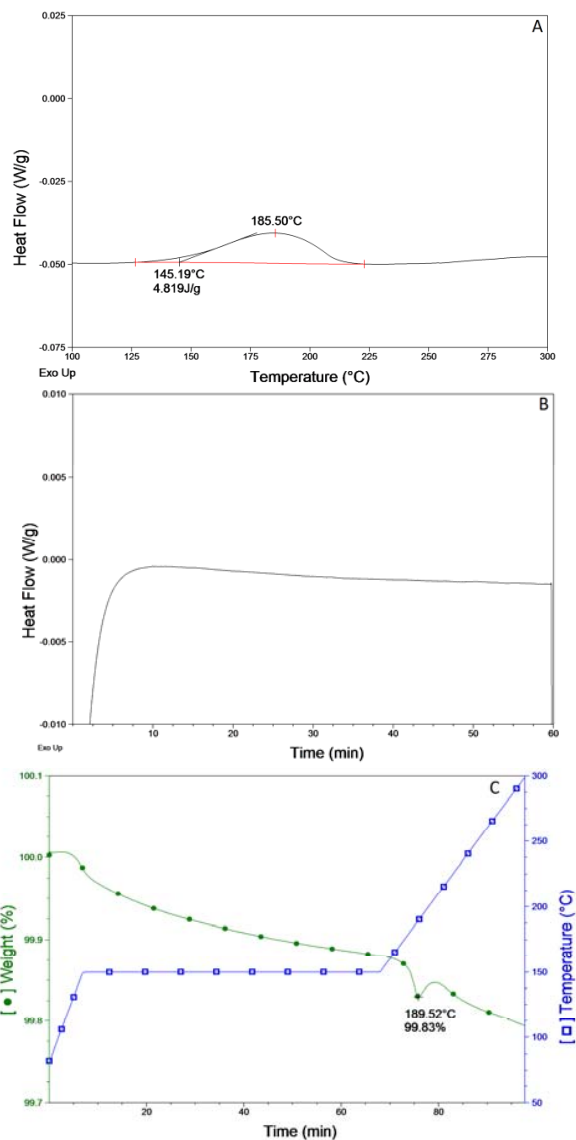 A
0.025
0.000
-0.025
-0.050
-0.075
Heat Flow (W/g)
185.50°C
145.19°C
4.819J/g
100 125 150 175 200 225 250 275 300
Exo Up
Temperature (°C)
B
0.010
0.005
0.000
-0.005
-0.010
Heat Flow (W/g)
10 20 30 40 50 60
Exo Up
Time (min)
C
100.1
100.0
99.9
99.8
99.7
[ ● ] Weight (%)
189.52°C
99.83%
300
250
200
150
100
50
[ ] Temperature (°C)
20 40 60 80
Time (min)